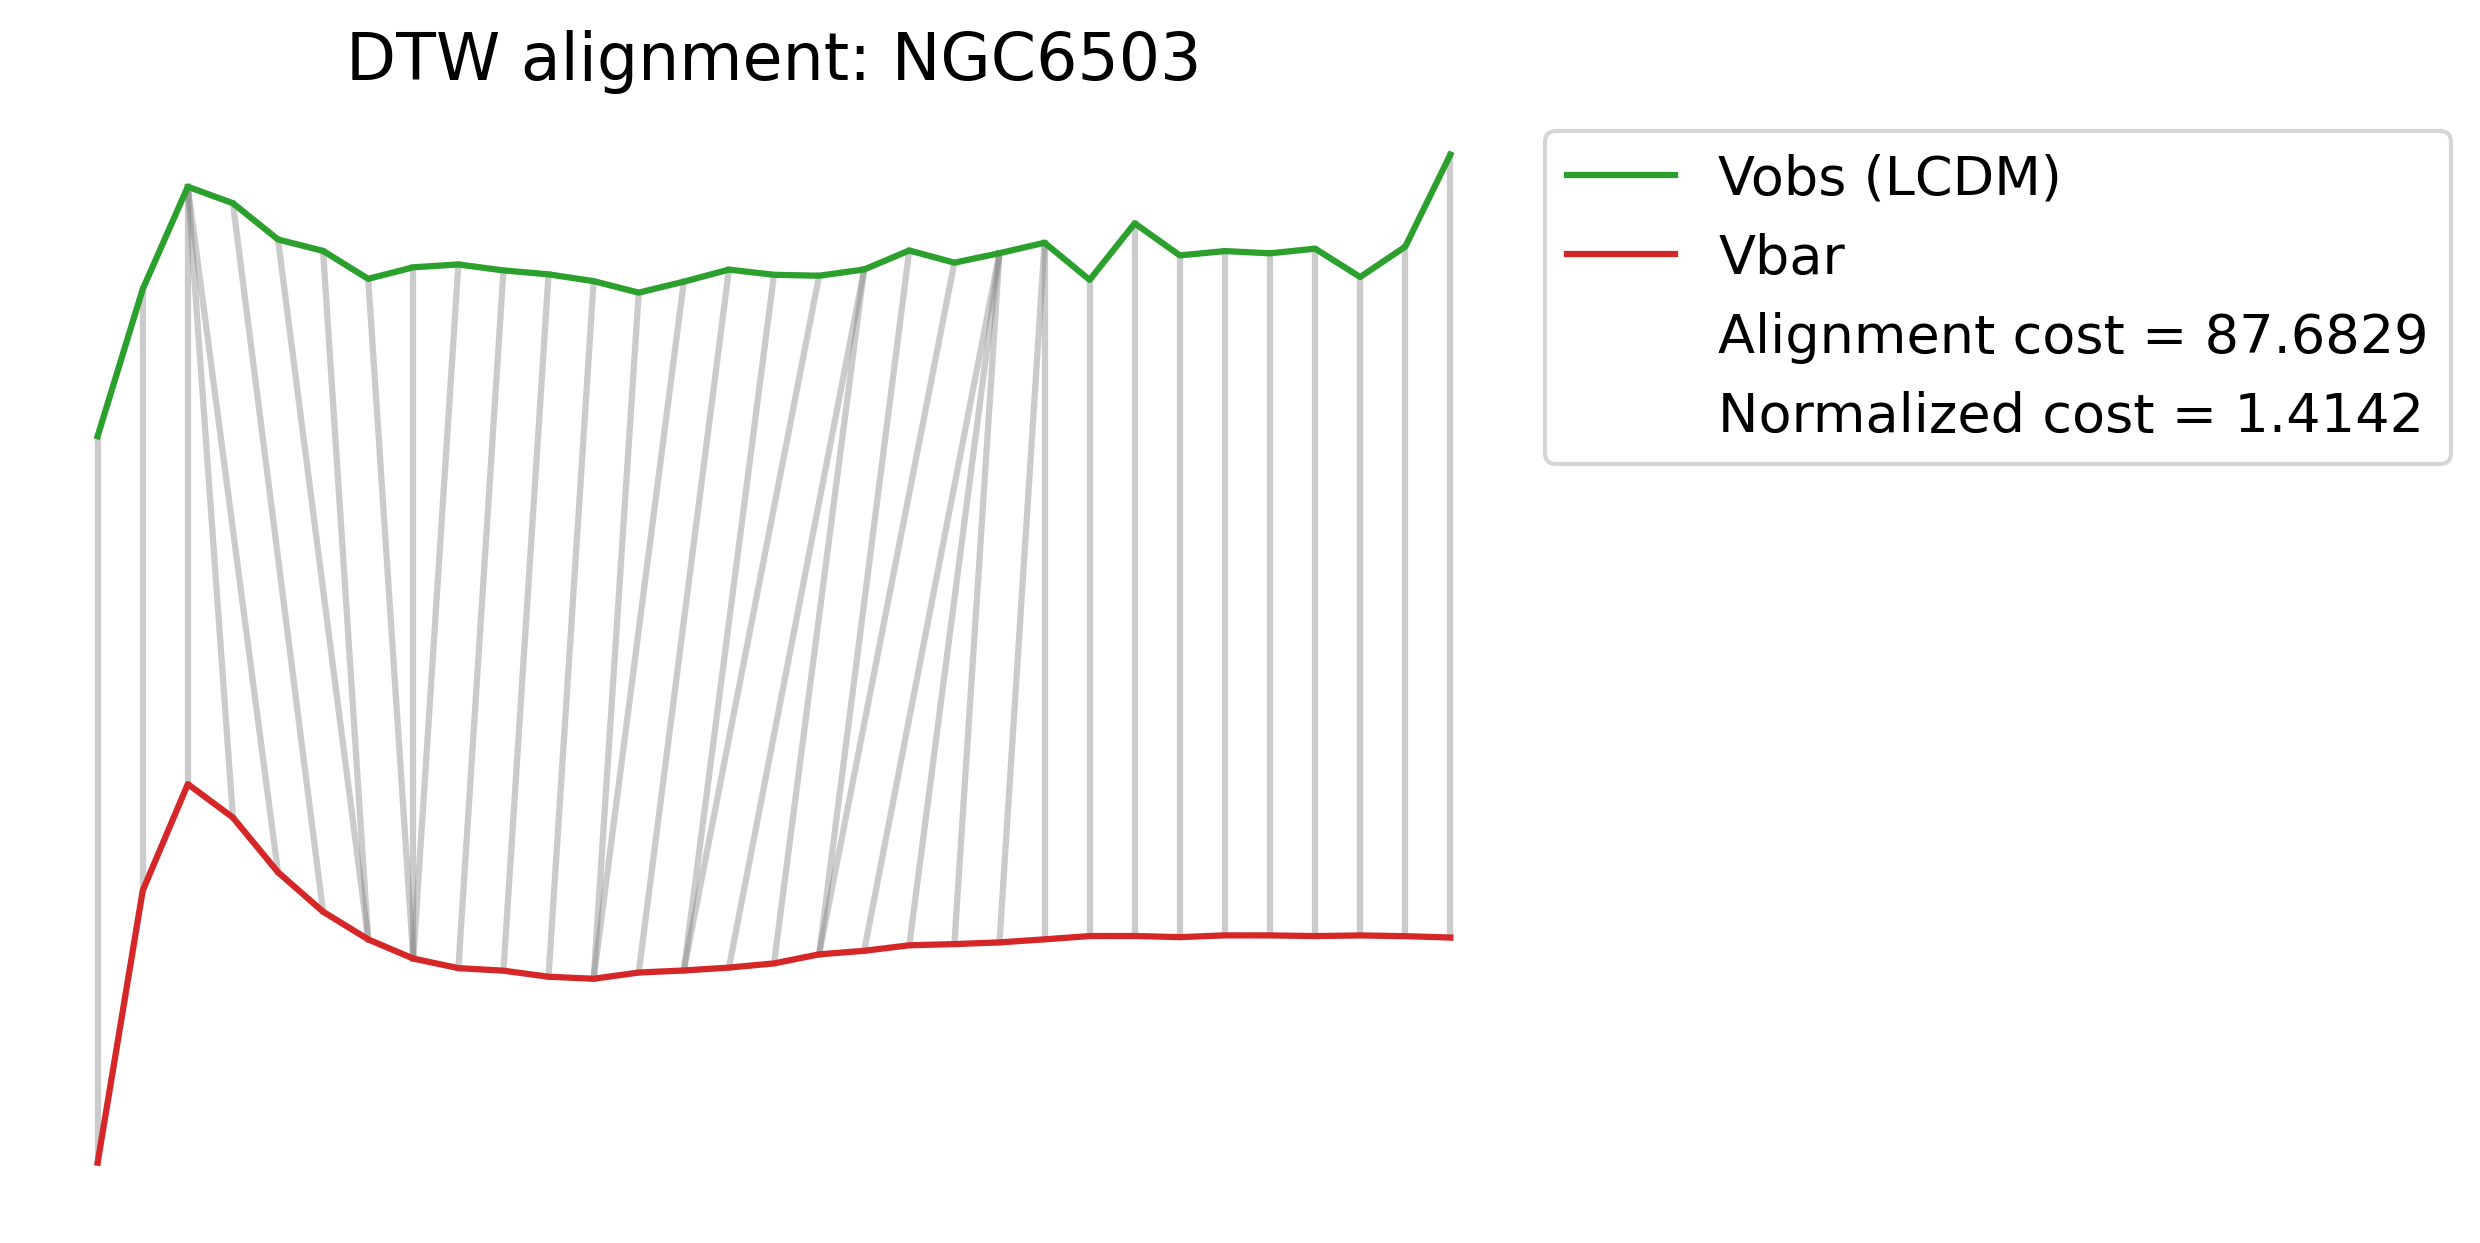 DTW alignment: NGC6503
Vobs (LCDM)
Vbar
Alignment cost = 87.6829
Normalized cost = 1.4142